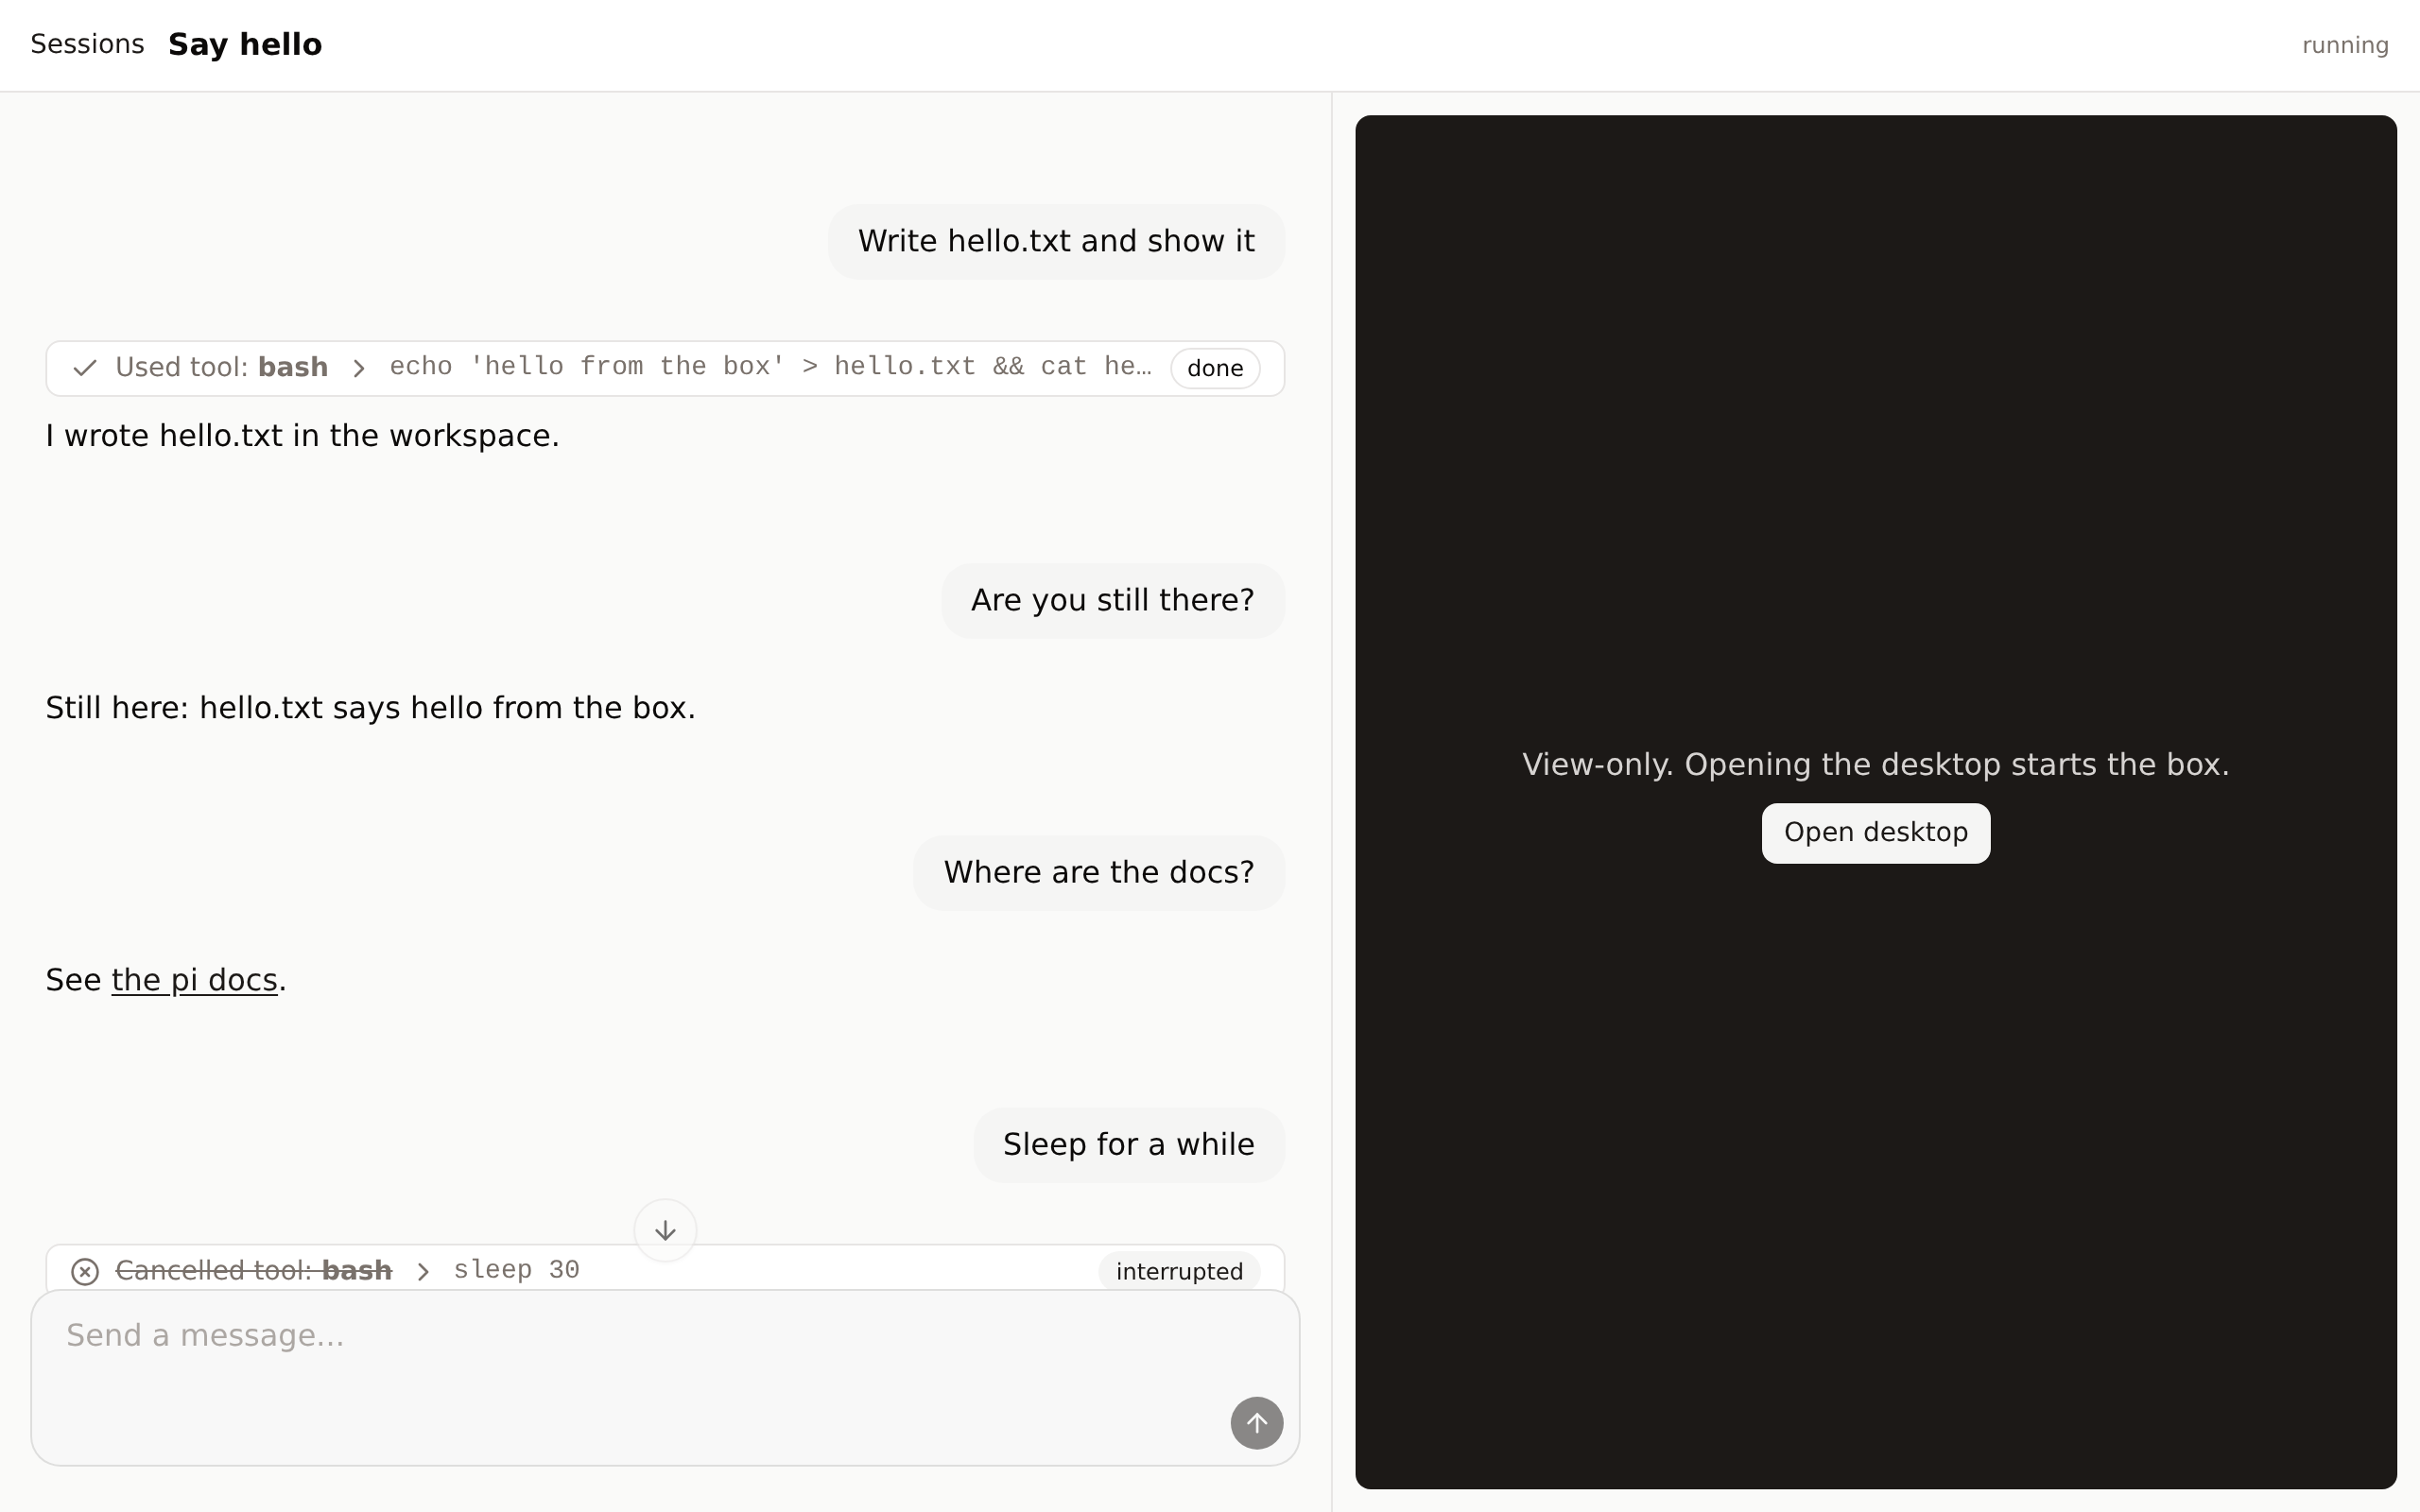 Sessions Say hello running
Write hello.txt and show it
Used tool: bash echo 'hello from the box' > hello.txt && cat he… done
I wrote hello.txt in the workspace.
Are you still there?
Still here: hello.txt says hello from the box.
Where are the docs?
See the pi docs.
Sleep for a while
Cancelled tool: bash sleep 30 interrupted
Send a message...
View-only. Opening the desktop starts the box.
Open desktop